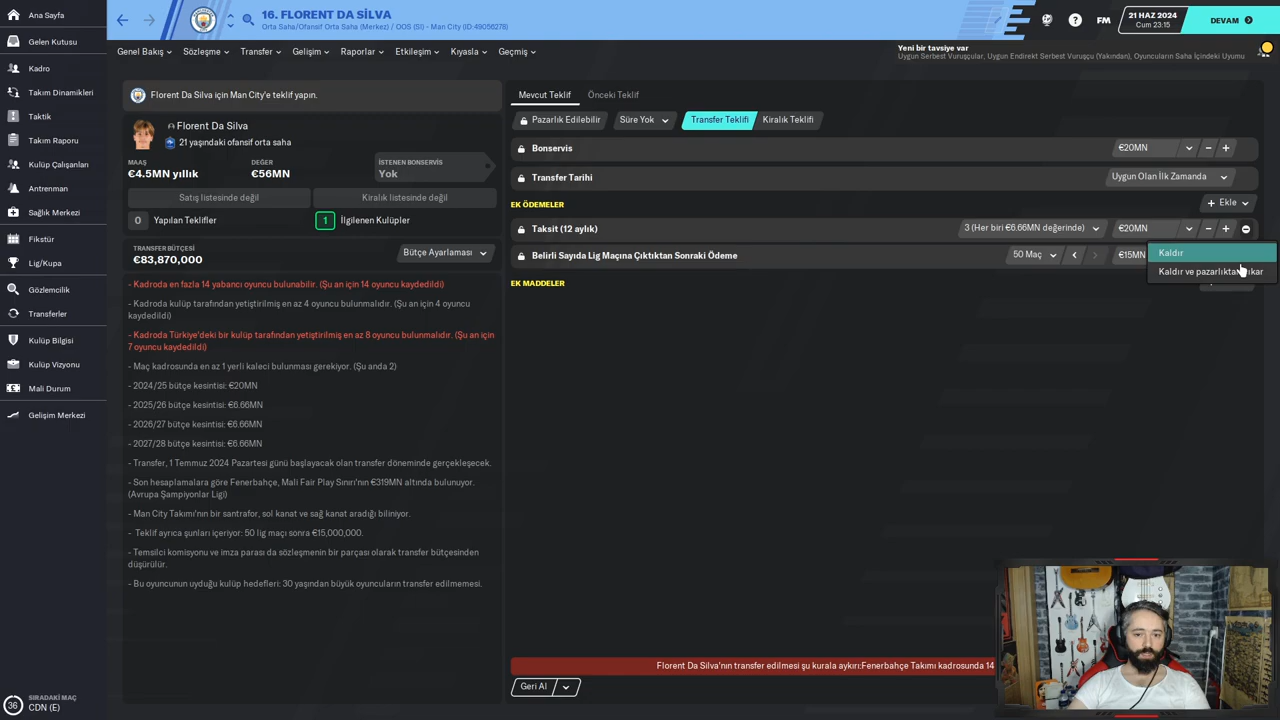 Ana Sayfa
Gelen Kutusu
Kadro
Takım Dinamikleri
Taktik
Takım Raporu
Kulüp Çalışanları
Antrenman
Sağlık Merkezi
Fikstür
Lig/Kupa
Gözlemcilik
Transferler
Kulüp Bilgisi
Kulüp Vizyonu
Mali Durum
Gelişim Merkezi
36
SIRADAKİ MAÇ
CDN (E)
16. FLORENT DA SİLVA
Orta Saha/Ofansif Orta Saha (Merkez) / OOS (Sl) - Man City (ID:49056278)
FM
21 HAZ 2024
Cum 23:15
DEVAM
Genel Bakış
Sözleşme
Transfer
Gelişim
Raporlar
Etkileşim
Kıyasla
Geçmiş
Yeni bir tavsiye var
Uygun Serbest Vuruşçular, Uygun Endirekt Serbest Vuruşçu (Yakından), Oyuncuların Saha İçindeki Uyumu
Florent Da Silva için Man City'e teklif yapın.
Florent Da Silva
21 yaşındaki ofansif orta saha
MAAŞ
€4.5MN yıllık
DEĞER
€56MN
İSTENEN BONSERVİS
Yok
Satış listesinde değil
Kiralık listesinde değil
0 Yapılan Teklifler
1 İlgilenen Kulüpler
TRANSFER BÜTÇESİ
€83,870,000
Bütçe Ayarlaması
- Kadroda en fazla 14 yabancı oyuncu bulunabilir. (Şu an için 14 oyuncu kaydedildi)
- Kadroda kulüp tarafından yetiştirilmiş en az 4 oyuncu bulunmalıdır. (Şu an için 4 oyuncu
kaydedildi)
- Kadroda Türkiye'deki bir kulüp tarafından yetiştirilmiş en az 8 oyuncu bulunmalıdır. (Şu an için
7 oyuncu kaydedildi)
- Maç kadrosunda en az 1 yerli kaleci bulunması gerekiyor. (Şu anda 2)
- 2024/25 bütçe kesintisi: €20MN
- 2025/26 bütçe kesintisi: €6.66MN
- 2026/27 bütçe kesintisi: €6.66MN
- 2027/28 bütçe kesintisi: €6.66MN
- Transfer, 1 Temmuz 2024 Pazartesi günü başlayacak olan transfer döneminde gerçekleşecek.
- Son hesaplamalara göre Fenerbahçe, Mali Fair Play Sınırı'nın €319MN altında bulunuyor.
(Avrupa Şampiyonlar Ligi)
- Man City Takımı'nın bir santrafor, sol kanat ve sağ kanat aradığı biliniyor.
- Teklif ayrıca şunları içeriyor: 50 lig maçı sonra €15,000,000.
- Temsilci komisyonu ve imza parası da sözleşmenin bir parçası olarak transfer bütçesinden
düşürülür.
- Bu oyuncunun uyduğu kulüp hedefleri: 30 yaşından büyük oyuncuların transfer edilmemesi.
Mevcut Teklif
Önceki Teklif
Pazarlık Edilebilir
Süre Yok
Transfer Teklifi
Kiralık Teklifi
Bonservis
€20MN
Transfer Tarihi
Uygun Olan İlk Zamanda
EK ÖDEMELER
Ekle
Taksit (12 aylık)
3 (Her biri €6.66MN değerinde)
€20MN
Belirli Sayıda Lig Maçına Çıktıktan Sonraki Ödeme
50 Maç
€15MN
Kaldır
Kaldır ve pazarlıktan çıkar
EK MADDELER
Florent Da Silva'nın transfer edilmesi şu kurala aykırı:Fenerbahçe Takımı kadrosunda 14
Geri Al